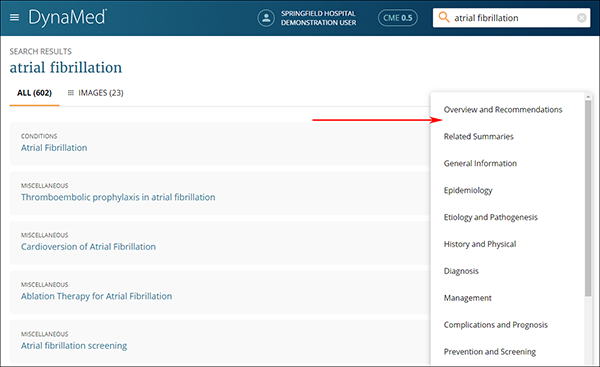 DynaMed
SPRINGFIELD HOSPITAL
DEMONSTRATION USER
CME 0.5
atrial fibrillation
SEARCH RESULTS
atrial fibrillation
ALL (602)
IMAGES (23)
CONDITIONS
Atrial Fibrillation
MISCELLANEOUS
Thromboembolic prophylaxis in atrial fibrillation
MISCELLANEOUS
Cardioversion of Atrial Fibrillation
MISCELLANEOUS
Ablation Therapy for Atrial Fibrillation
MISCELLANEOUS
Atrial fibrillation screening
Overview and Recommendations
Related Summaries
General Information
Epidemiology
Etiology and Pathogenesis
History and Physical
Diagnosis
Management
Complications and Prognosis
Prevention and Screening